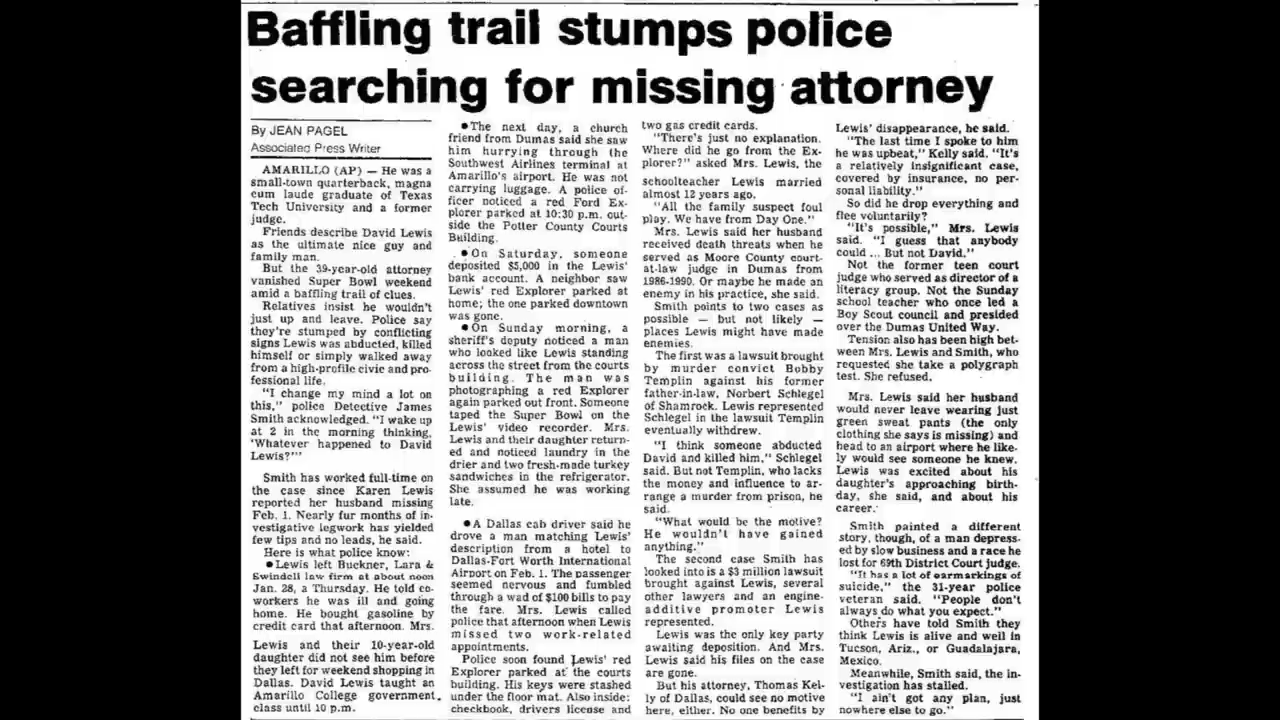 Baffling trail stumps police
searching for missing attorney
By JEAN PAGEL
Associated Press Writer
AMARILLO (AP) — He was a
small-town quarterback, magna
cum laude graduate of Texas
Tech University and a former
judge.
Friends describe David Lewis
as the ultimate nice guy and
family man.
But the 39-year-old attorney
vanished Super Bowl weekend
amid a baffling trail of clues.
Relatives insist he wouldn't
just up and leave. Police say
they're stumped by conflicting
signs Lewis was abducted, killed
himself or simply walked away
from a high-profile civic and pro-
fessional life.
"I change my mind a lot on
this," police Detective James
Smith acknowledged. "I wake up
at 2 in the morning thinking,
'Whatever happened to David
Lewis?'"
Smith has worked full-time on
the case since Karen Lewis
reported her husband missing
Feb. 1. Nearly fur months of in-
vestigative legwork has yielded
few tips and no leads, he said.
Here is what police know:
●Lewis left Buckner, Lara &
Swindell law firm at about noon
Jan. 28, a Thursday. He told co-
workers he was ill and going
home. He bought gasoline by
credit card that afternoon. Mrs.
Lewis and their 10-year-old
daughter did not see him before
they left for weekend shopping in
Dallas. David Lewis taught an
Amarillo College government
class until 10 p.m.
●The next day, a church
friend from Dumas said she saw
him hurrying through the
Southwest Airlines terminal at
Amarillo's airport. He was not
carrying luggage. A police of-
ficer noticed a red Ford Ex-
plorer parked at 10:30 p.m. out-
side the Potter County Courts
Building.
●On Saturday, someone
deposited $5,000 in the Lewis'
bank account. A neighbor saw
Lewis' red Explorer parked at
home; the one parked downtown
was gone.
●On Sunday morning, a
sheriff's deputy noticed a man
who looked like Lewis standing
across the street from the courts
building. The man was
photographing a red Explorer
again parked out front. Someone
taped the Super Bowl on the
Lewis' video recorder. Mrs.
Lewis and their daughter return-
ed and noticed laundry in the
drier and two fresh-made turkey
sandwiches in the refrigerator.
She assumed he was working
late.
●A Dallas cab driver said he
drove a man matching Lewis'
description from a hotel to
Dallas-Fort Worth International
Airport on Feb. 1. The passenger
seemed nervous and fumbled
through a wad of $100 bills to pay
the fare. Mrs. Lewis called
police that afternoon when Lewis
missed two work-related
appointments.
Police soon found Lewis' red
Explorer parked at the courts
building. His keys were stashed
under the floor mat. Also inside:
checkbook, drivers license and
two gas credit cards.
"There's just no explanation.
Where did he go from the Ex-
plorer?" asked Mrs. Lewis, the
schoolteacher Lewis married
almost 12 years ago.
"All the family suspect foul
play. We have from Day One."
Mrs. Lewis said her husband
received death threats when he
served as Moore County court-
at-law judge in Dumas from
1986-1990. Or maybe he made an
enemy in his practice, she said.
Smith points to two cases as
possible — but not likely —
places Lewis might have made
enemies.
The first was a lawsuit brought
by murder convict Bobby
Templin against his former
father-in-law, Norbert Schlegel
of Shamrock. Lewis represented
Schlegel in the lawsuit Templin
eventually withdrew.
"I think someone abducted
David and killed him," Schlegel
said. But not Templin, who lacks
the money and influence to ar-
range a murder from prison, he
said.
"What would be the motive?
He wouldn't have gained
anything."
The second case Smith has
looked into is a $3 million lawsuit
brought against Lewis, several
other lawyers and an engine-
additive promoter Lewis
represented.
Lewis was the only key party
awaiting deposition. And Mrs.
Lewis said his files on the case
are gone.
But his attorney, Thomas Kel-
ly of Dallas, could see no motive
here, either. No one benefits by
Lewis' disappearance, he said.
"The last time I spoke to him
he was upbeat," Kelly said. "It's
a relatively insignificant case,
covered by insurance, no per-
sonal liability."
So did he drop everything and
flee voluntarily?
"It's possible," Mrs. Lewis
said. "I guess that anybody
could ... But not David."
Not the former teen court
judge who served as director of a
literacy group. Not the Sunday
school teacher who once led a
Boy Scout council and presided
over the Dumas United Way.
Tension also has been high bet-
ween Mrs. Lewis and Smith, who
requested she take a polygraph
test. She refused.
Mrs. Lewis said her husband
would never leave wearing just
green sweat pants (the only
clothing she says is missing) and
head to an airport where he like-
ly would see someone he knew.
Lewis was excited about his
daughter's approaching birth-
day, she said, and about his
career.
Smith painted a different
story, though, of a man depress-
ed by slow business and a race he
lost for 69th District Court judge.
"It has a lot of earmarkings of
suicide," the 31-year police
veteran said. "People don't
always do what you expect."
Others have told Smith they
think Lewis is alive and well in
Tucson, Ariz., or Guadalajara,
Mexico.
Meanwhile, Smith said, the in-
vestigation has stalled.
"I ain't got any plan, just
nowhere else to go."